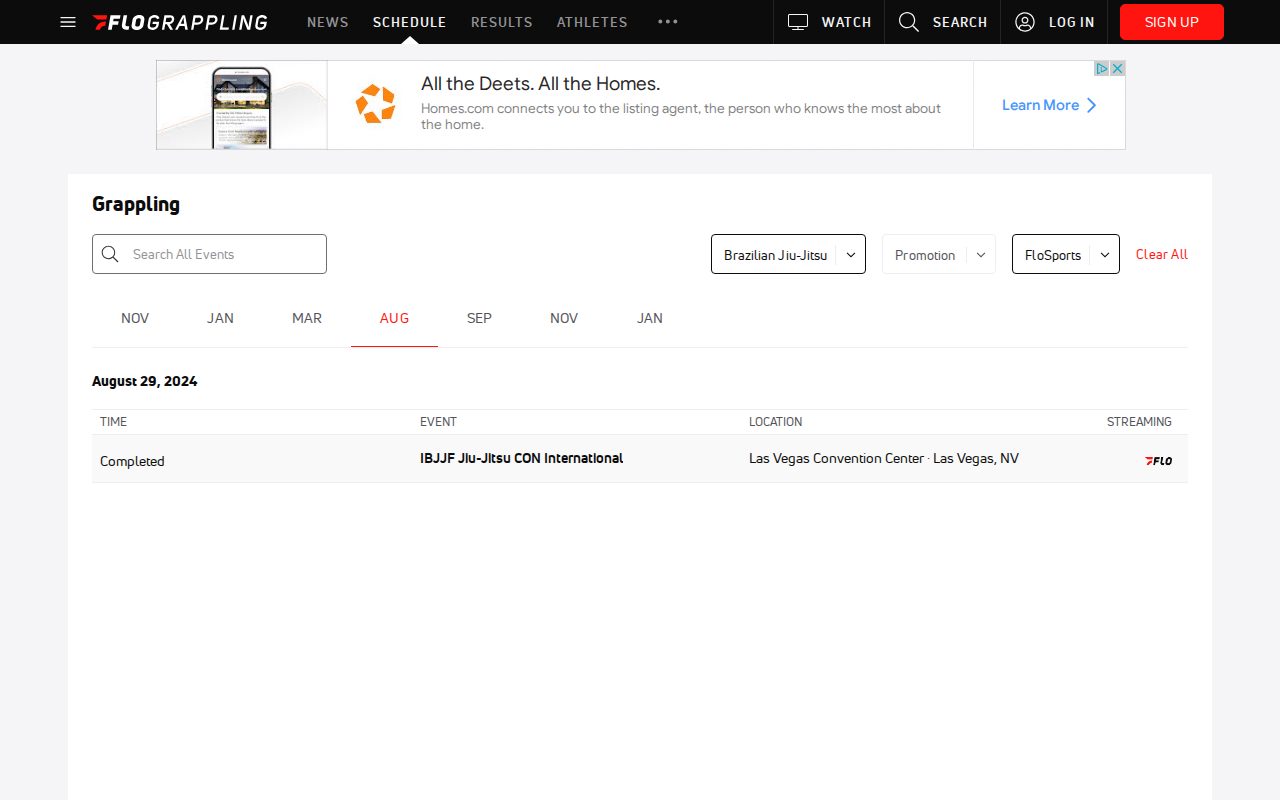 FLOGRAPPLING NEWS SCHEDULE RESULTS ATHLETES ••• WATCH SEARCH LOG IN SIGN UP
All the Deets. All the Homes.
Homes.com connects you to the listing agent, the person who knows the most about
the home.
Learn More
Grappling
Search All Events Brazilian Jiu-Jitsu Promotion FloSports Clear All
NOV JAN MAR AUG SEP NOV JAN
August 29, 2024
TIME EVENT LOCATION STREAMING
Completed IBJJF Jiu-Jitsu CON International Las Vegas Convention Center · Las Vegas, NV FLO